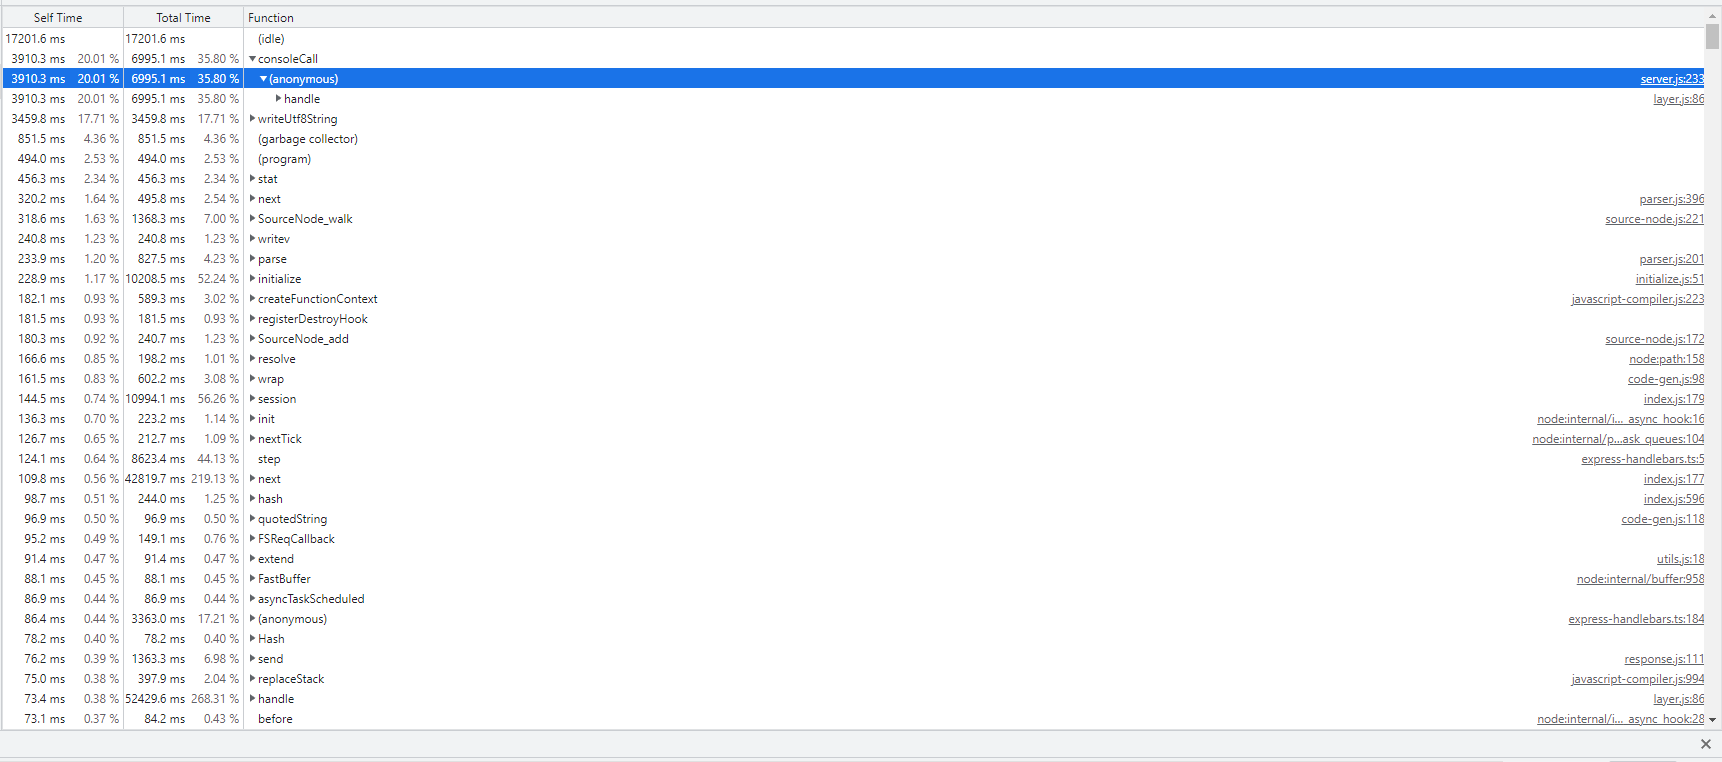 Self Time Total Time Function
17201.6 ms 17201.6 ms (idle)
3910.3 ms 20.01 % 6995.1 ms 35.80 % consoleCall
3910.3 ms 20.01 % 6995.1 ms 35.80 % (anonymous) server.js:233
3910.3 ms 20.01 % 6995.1 ms 35.80 % handle layer.js:86
3459.8 ms 17.71 % 3459.8 ms 17.71 % writeUtf8String
851.5 ms 4.36 % 851.5 ms 4.36 % (garbage collector)
494.0 ms 2.53 % 494.0 ms 2.53 % (program)
456.3 ms 2.34 % 456.3 ms 2.34 % stat
320.2 ms 1.64 % 495.8 ms 2.54 % next parser.js:396
318.6 ms 1.63 % 1368.3 ms 7.00 % SourceNode_walk source-node.js:221
240.8 ms 1.23 % 240.8 ms 1.23 % writev
233.9 ms 1.20 % 827.5 ms 4.23 % parse parser.js:201
228.9 ms 1.17 % 10208.5 ms 52.24 % initialize initialize.js:51
182.1 ms 0.93 % 589.3 ms 3.02 % createFunctionContext javascript-compiler.js:223
181.5 ms 0.93 % 181.5 ms 0.93 % registerDestroyHook
180.3 ms 0.92 % 240.7 ms 1.23 % SourceNode_add source-node.js:172
166.6 ms 0.85 % 198.2 ms 1.01 % resolve node:path:158
161.5 ms 0.83 % 602.2 ms 3.08 % wrap code-gen.js:98
144.5 ms 0.74 % 10994.1 ms 56.26 % session index.js:179
136.3 ms 0.70 % 223.2 ms 1.14 % init node:internal/i… async_hook:16
126.7 ms 0.65 % 212.7 ms 1.09 % nextTick node:internal/p…ask_queues:104
124.1 ms 0.64 % 8623.4 ms 44.13 % step express-handlebars.ts:5
109.8 ms 0.56 % 42819.7 ms 219.13 % next index.js:177
98.7 ms 0.51 % 244.0 ms 1.25 % hash index.js:596
96.9 ms 0.50 % 96.9 ms 0.50 % quotedString code-gen.js:118
95.2 ms 0.49 % 149.1 ms 0.76 % FSReqCallback
91.4 ms 0.47 % 91.4 ms 0.47 % extend utils.js:18
88.1 ms 0.45 % 88.1 ms 0.45 % FastBuffer node:internal/buffer:958
86.9 ms 0.44 % 86.9 ms 0.44 % asyncTaskScheduled
86.4 ms 0.44 % 3363.0 ms 17.21 % (anonymous) express-handlebars.ts:184
78.2 ms 0.40 % 78.2 ms 0.40 % Hash
76.2 ms 0.39 % 1363.3 ms 6.98 % send response.js:111
75.0 ms 0.38 % 397.9 ms 2.04 % replaceStack javascript-compiler.js:994
73.4 ms 0.38 % 52429.6 ms 268.31 % handle layer.js:86
73.1 ms 0.37 % 84.2 ms 0.43 % before node:internal/i… async_hook:28